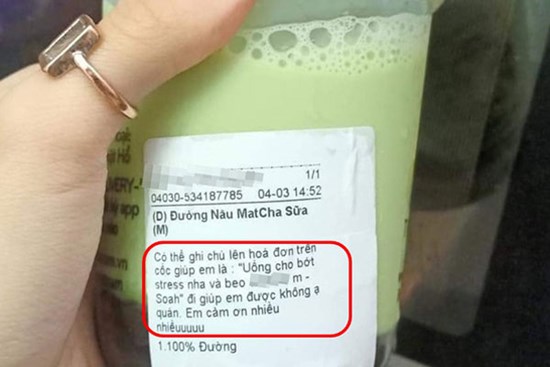 1/1
04030-534187785 04-03 14:52
(D) Đường Nâu MatCha Sữa
(M)
Có thể ghi chú lên hoá đơn trên
cốc giúp em là : "Uống cho bớt
stress nha và beo m -
Soah" đi giúp em được không ạ
quán. Em cảm ơn nhiều
nhiềuuuuu
1.100% Đường
VERY-
app